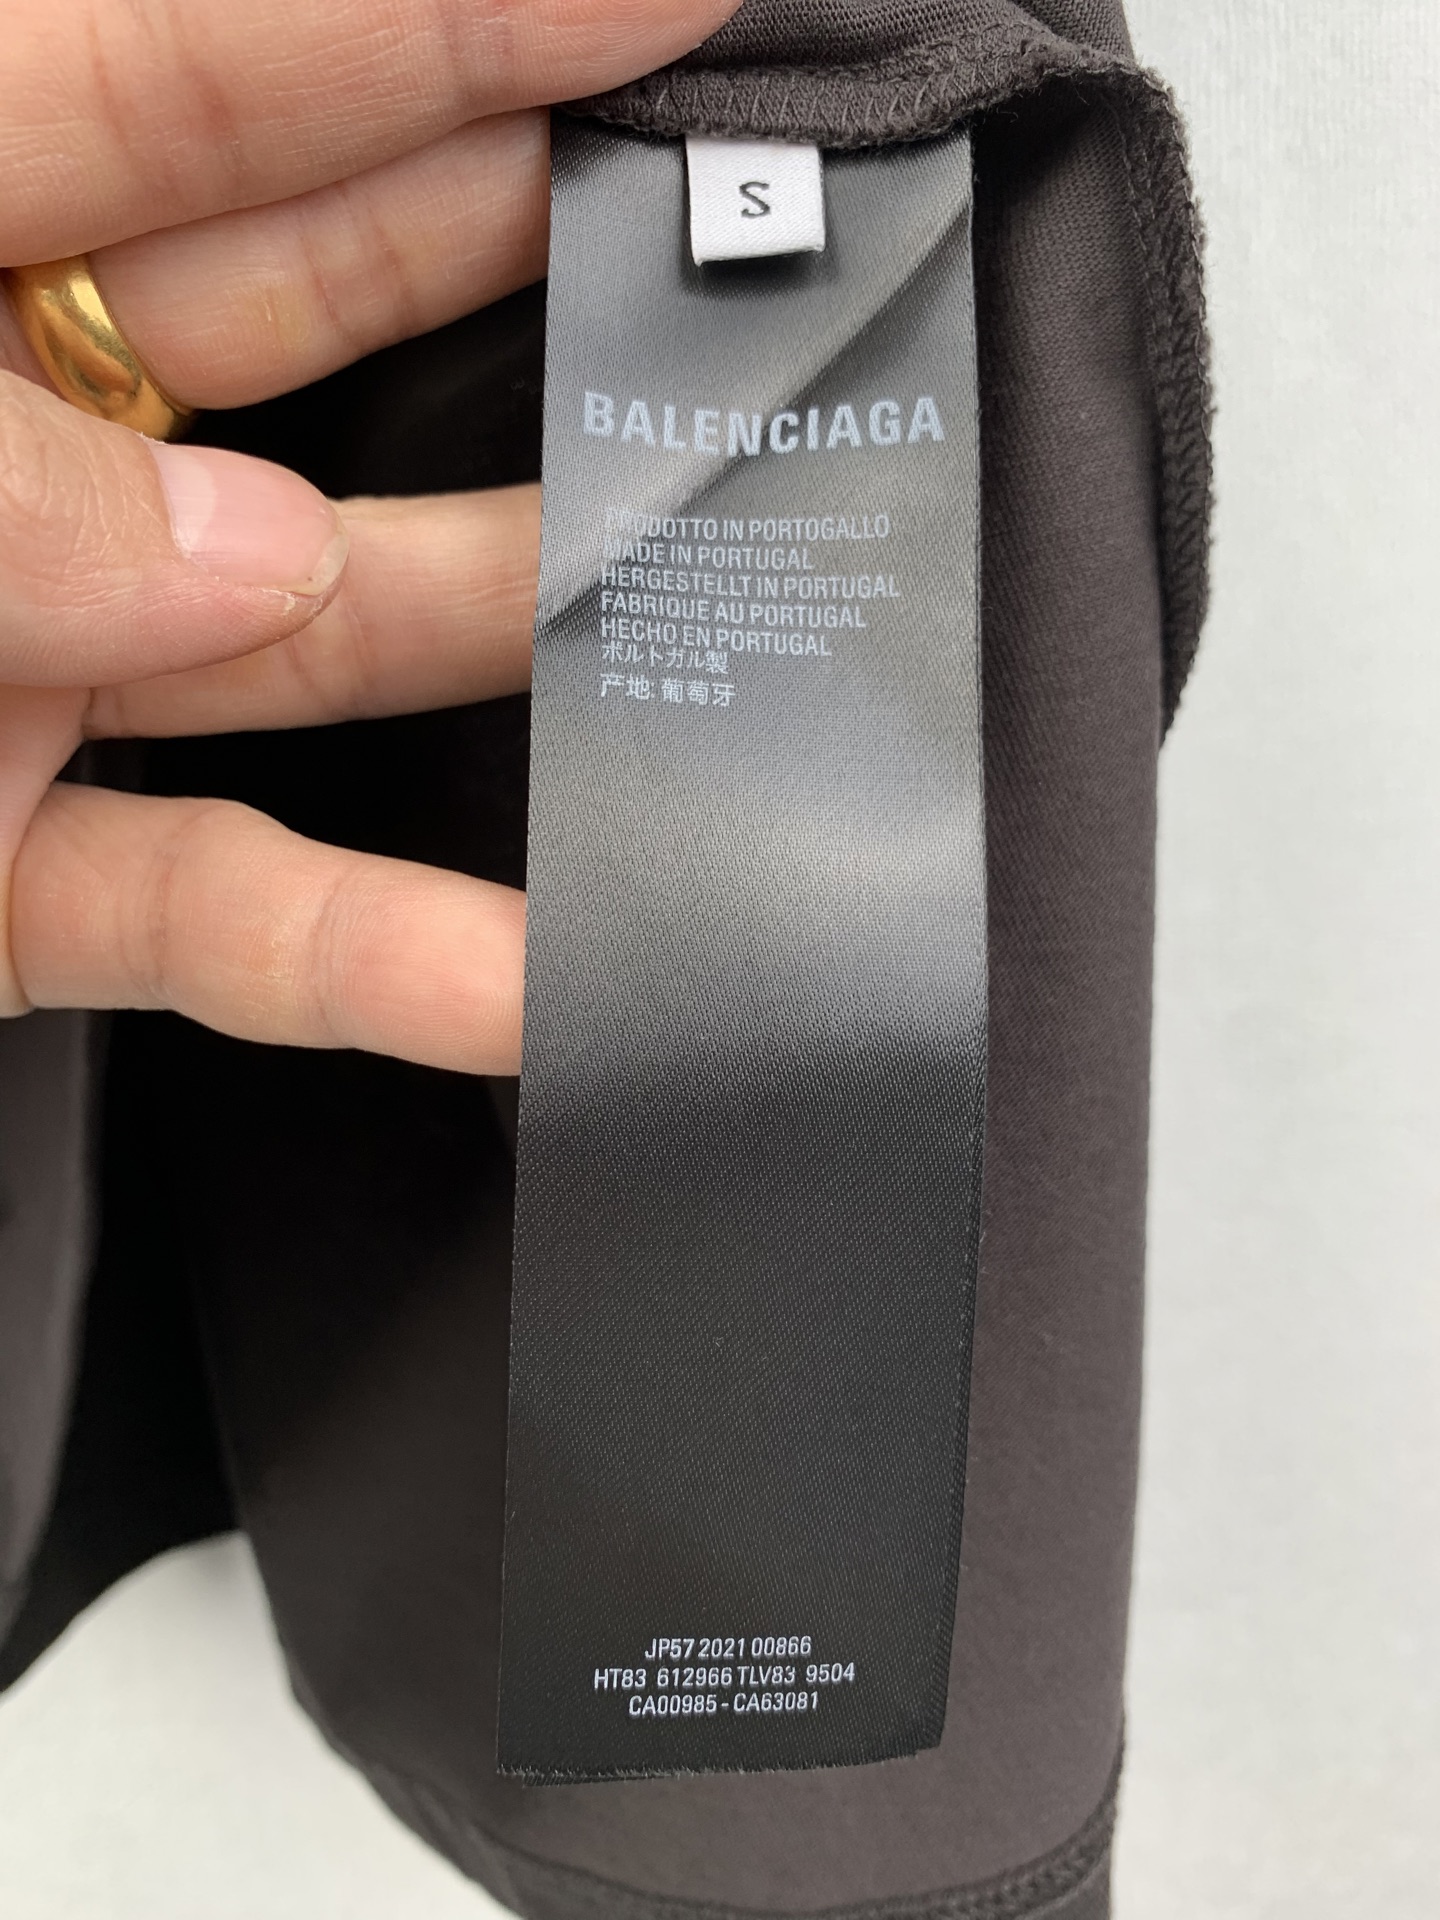 S
BALENCIAGA
PRODOTTO IN PORTOGALLO
MADE IN PORTUGAL
HERGESTELLT IN PORTUGAL
FABRIQUE AU PORTUGAL
HECHO EN PORTUGAL
ポルトガル製
产地: 葡萄牙
JP57 2021 00866
HT83 612966 TLV83 9504
CA00985 - CA63081